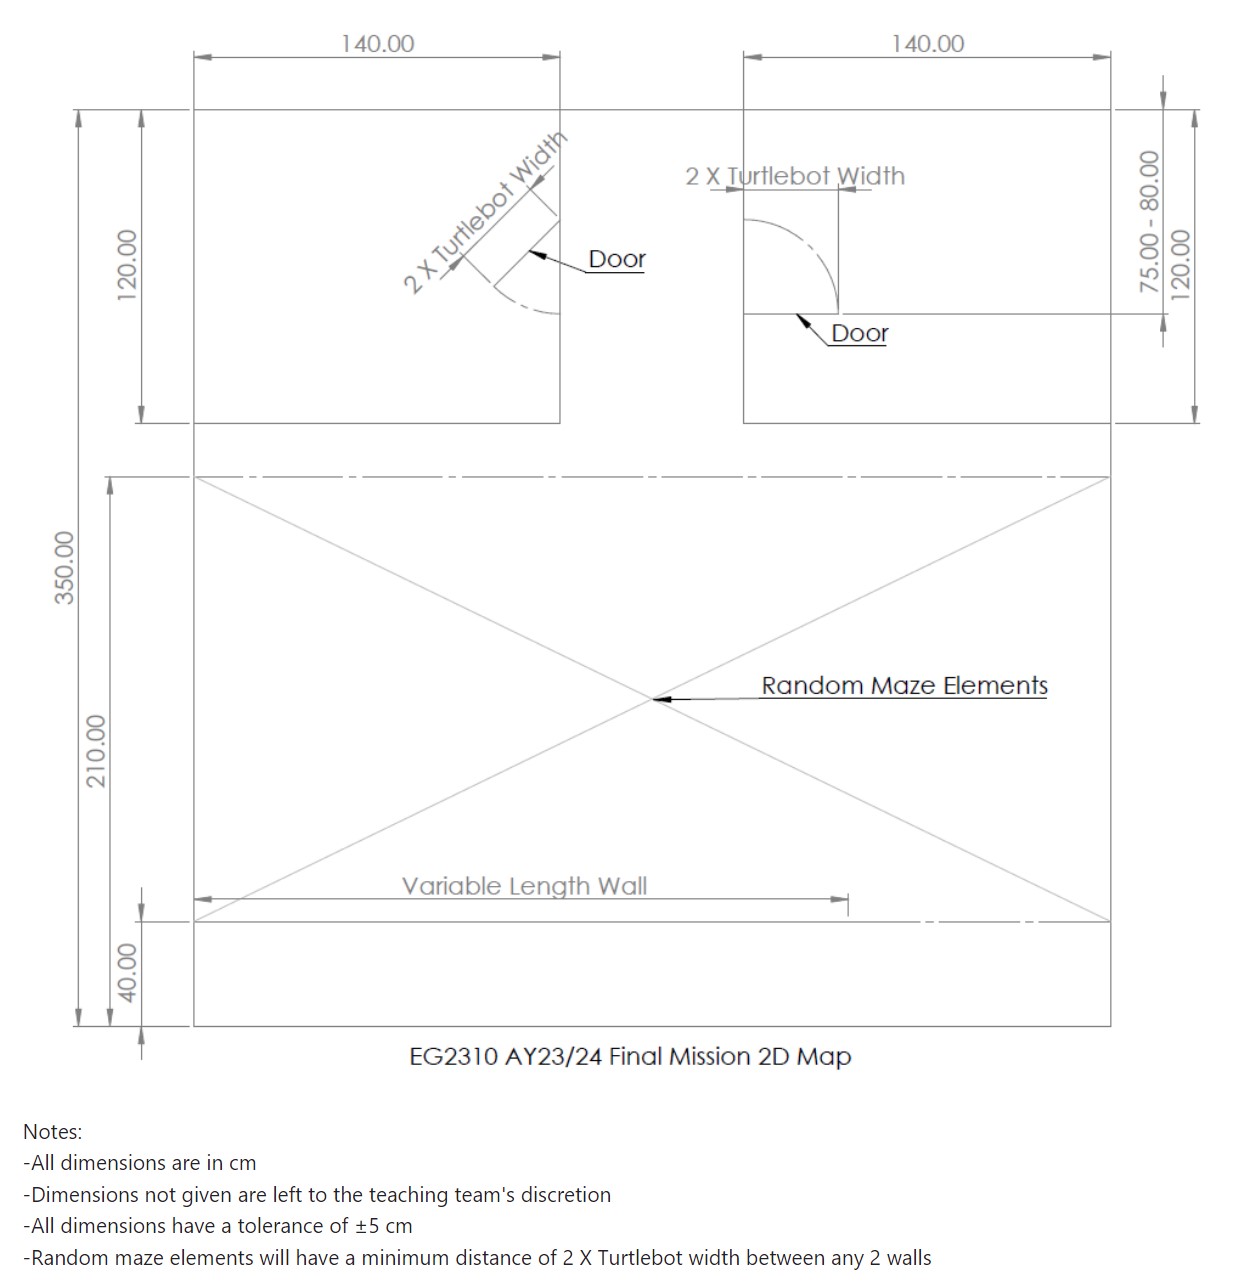 140.00
140.00
2 X Turtlebot Width
2 X Turtlebot Width
75.00 - 80.00
120.00
120.00
Door
Door
350.00
Random Maze Elements
210.00
Variable Length Wall
40.00
EG2310 AY23/24 Final Mission 2D Map
Notes:
-All dimensions are in cm
-Dimensions not given are left to the teaching team's discretion
-All dimensions have a tolerance of ±5 cm
-Random maze elements will have a minimum distance of 2 X Turtlebot width between any 2 walls